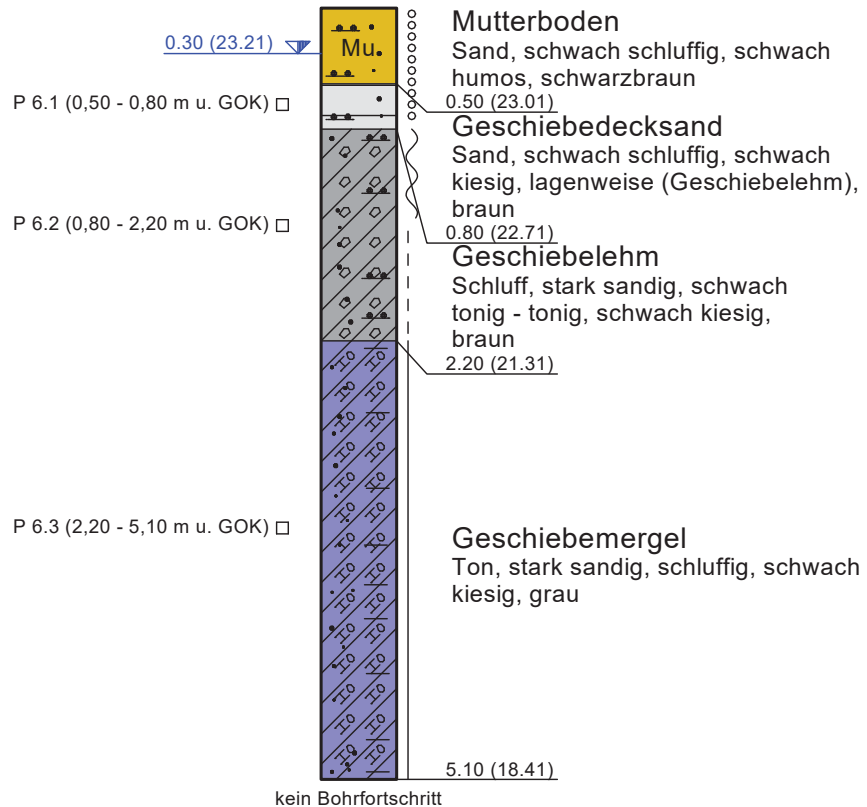 0.30 (23.21)
Mu
Mutterboden
Sand, schwach schluffig, schwach
humos, schwarzbraun
0.50 (23.01)
P 6.1 (0,50 - 0,80 m u. GOK)
Geschiebedecksand
Sand, schwach schluffig, schwach
kiesig, lagenweise (Geschiebelehm),
braun
0.80 (22.71)
P 6.2 (0,80 - 2,20 m u. GOK)
Geschiebelehm
Schluff, stark sandig, schwach
tonig - tonig, schwach kiesig,
braun
2.20 (21.31)
P 6.3 (2,20 - 5,10 m u. GOK)
Geschiebemergel
Ton, stark sandig, schluffig, schwach
kiesig, grau
5.10 (18.41)
kein Bohrfortschritt